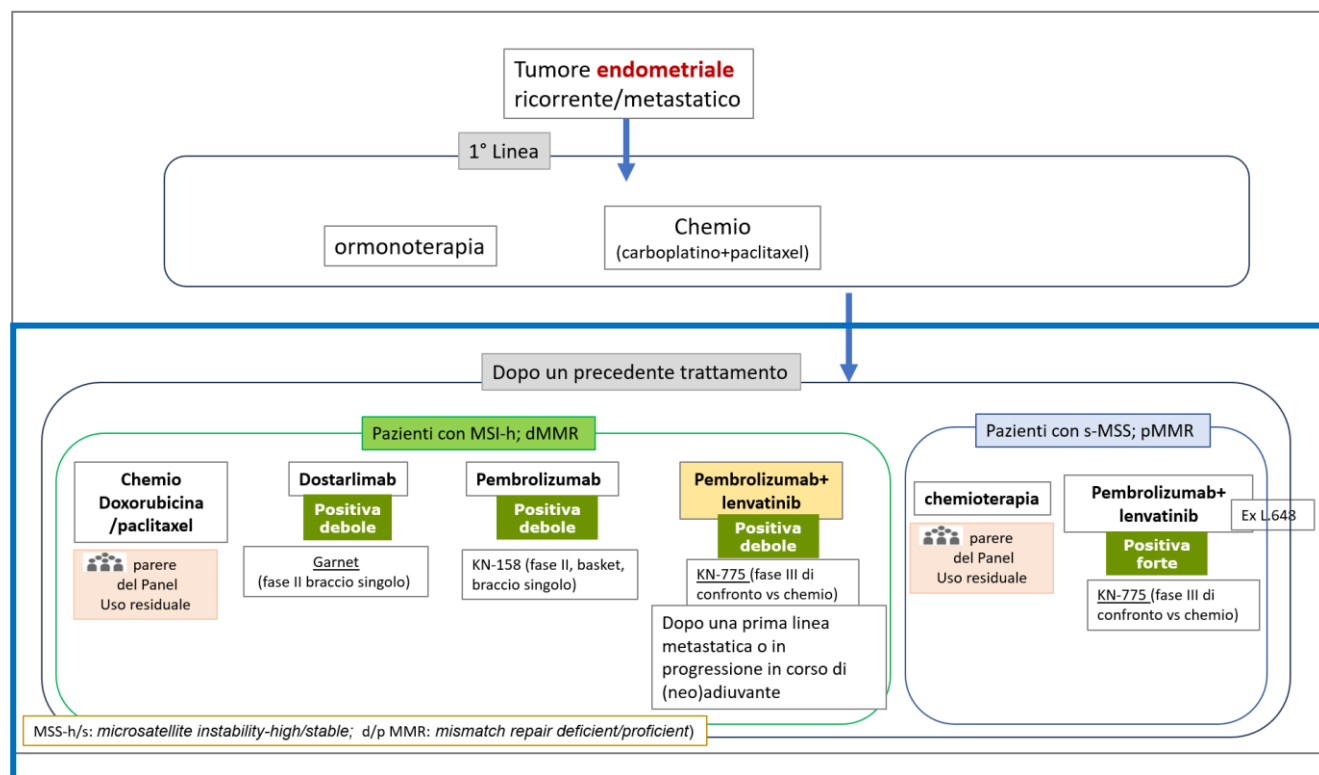 Tumore endometriale
ricorrente/metastatico
1° Linea
ormonoterapia
Chemio
(carboplatino+paclitaxel)
Dopo un precedente trattamento
Pazienti con MSI-h; dMMR
Chemio
Doxorubicina
/paclitaxel
parere
del Panel
Uso residuale
Dostarlimab
Positiva
debole
Garnet
(fase II braccio singolo)
Pembrolizumab
Positiva
debole
KN-158 (fase II, basket,
braccio singolo)
Pembrolizumab+
lenvatinib
Positiva
debole
KN-775 (fase III di
confronto vs chemio)
Dopo una prima linea
metastatica o in
progressione in corso di
(neo)adiuvante
Pazienti con s-MSS; pMMR
chemioterapia
parere
del Panel
Uso residuale
Pembrolizumab+
lenvatinib
Ex L.648
Positiva
forte
KN-775 (fase III di
confronto vs chemio)
MSS-h/s: microsatellite instability-high/stable; d/p MMR: mismatch repair deficient/proficient)